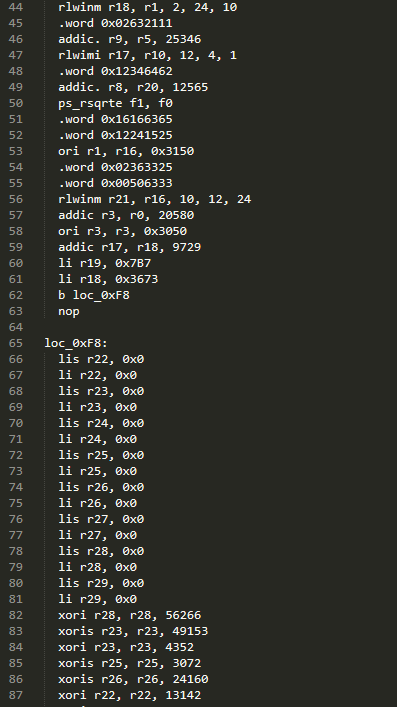 44 rlwinm r18, r1, 2, 24, 10
45 .word 0x02632111
46 addic. r9, r5, 25346
47 rlwimi r17, r10, 12, 4, 1
48 .word 0x12346462
49 addic. r8, r20, 12565
50 ps_rsqrte f1, f0
51 .word 0x16166365
52 .word 0x12241525
53 ori r1, r16, 0x3150
54 .word 0x02363325
55 .word 0x00506333
56 rlwinm r21, r16, 10, 12, 24
57 addic r3, r0, 20580
58 ori r3, r3, 0x3050
59 addic r17, r18, 9729
60 li r19, 0x7B7
61 li r18, 0x3673
62 b loc_0xF8
63 nop
64
65 loc_0xF8:
66 lis r22, 0x0
67 li r22, 0x0
68 lis r23, 0x0
69 li r23, 0x0
70 lis r24, 0x0
71 li r24, 0x0
72 lis r25, 0x0
73 li r25, 0x0
74 lis r26, 0x0
75 li r26, 0x0
76 lis r27, 0x0
77 li r27, 0x0
78 lis r28, 0x0
79 li r28, 0x0
80 lis r29, 0x0
81 li r29, 0x0
82 xori r28, r28, 56266
83 xoris r23, r23, 49153
84 xori r23, r23, 4352
85 xoris r25, r25, 3072
86 xoris r26, r26, 24160
87 xori r22, r22, 13142